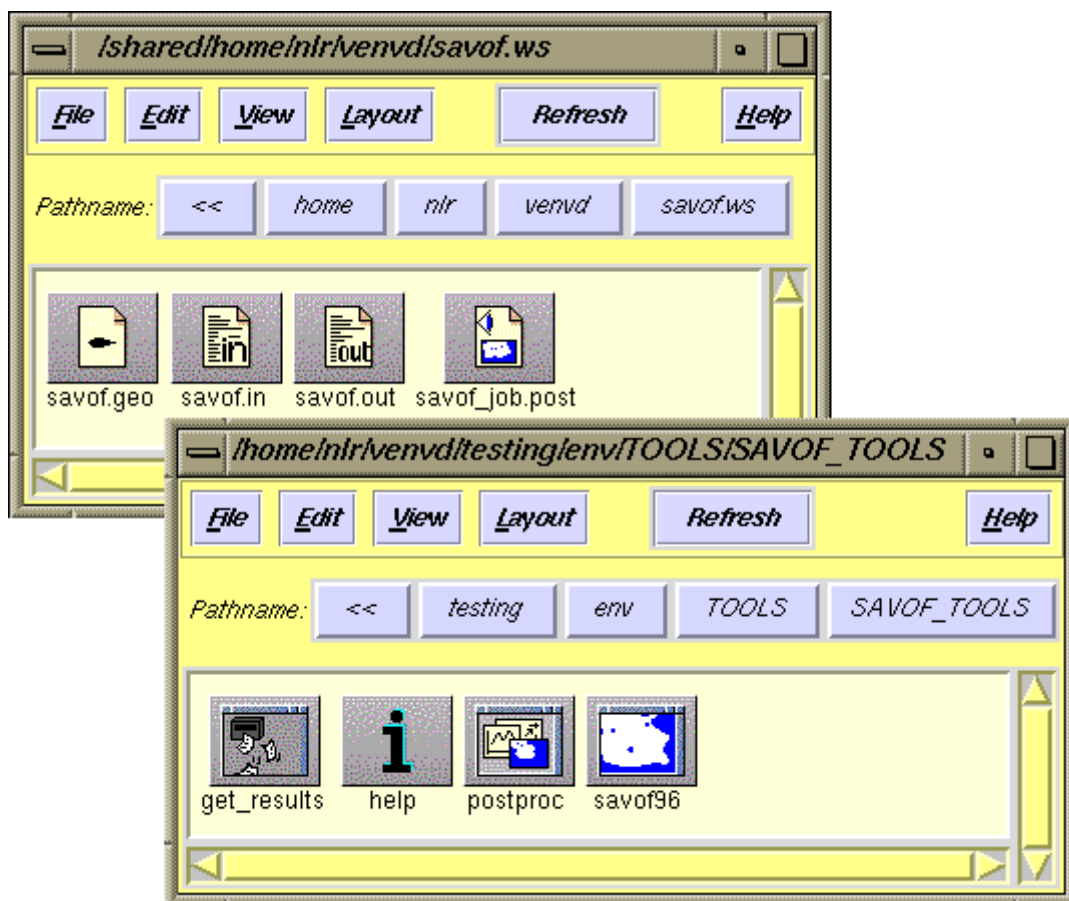 /shared/home/nlr/venvd/savof.ws
File Edit View Layout Refresh Help
Pathname: << home nlr venvd savof.ws
in out
savof.geo savof.in savof.out savof_job.post
/home/nlr/venvd/testing/env/TOOLS/SAVOF_TOOLS
File Edit View Layout Refresh Help
Pathname: << testing env TOOLS SAVOF_TOOLS
i
get_results help postproc savof96